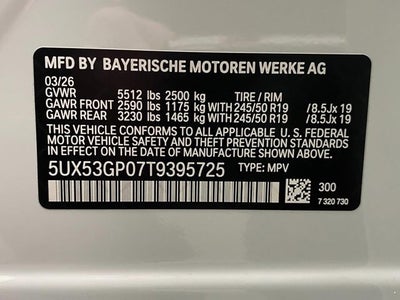 MFD BY BAYERISCHE MOTOREN WERKE AG
03/26
GVWR 5512 lbs 2500 kg TIRE / RIM
GAWR FRONT 2590 lbs 1175 kg WITH 245/50 R19 /8.5Jx 19
GAWR REAR 3230 lbs 1465 kg WITH 245/50 R19 /8.5Jx 19
THIS VEHICLE CONFORMS TO ALL APPLICABLE U.S. FEDERAL
MOTOR VEHICLE SAFETY, AND THEFT PREVENTION STANDARDS
IN EFFECT ON THE DATE OF MANUFACTURE SHOWN ABOVE.
5UX53GP07T9395725 TYPE: MPV
300
7 320 730